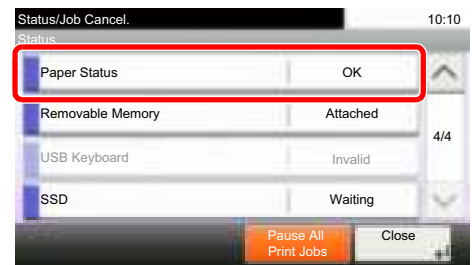 Status/Job Cancel. 10:10
Status
Paper Status OK
Removable Memory Attached
4/4
USB Keyboard Invalid
SSD Waiting
Pause All Close
Print Jobs